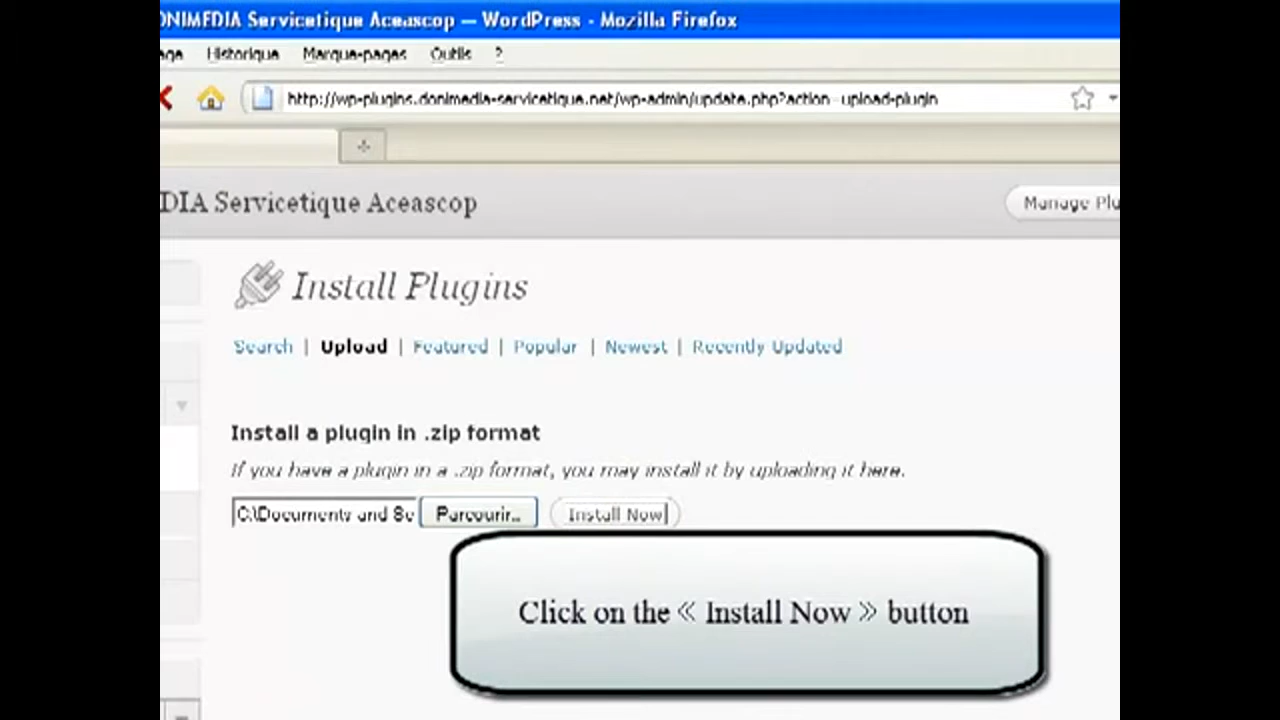 ONIMEDIA Servicetique Aceascop — WordPress - Mozilla Firefox
age Historique Marque-pages Outils ?
http://wp-plugins.donimedia-servicetique.net/wp-admin/update.php?action=upload-plugin
DIA Servicetique Aceascop
Manage Plu
Install Plugins
Search | Upload | Featured | Popular | Newest | Recently Updated
Install a plugin in .zip format
If you have a plugin in a .zip format, you may install it by uploading it here.
C:\Documents and Se Parcourir... Install Now
Click on the « Install Now » button